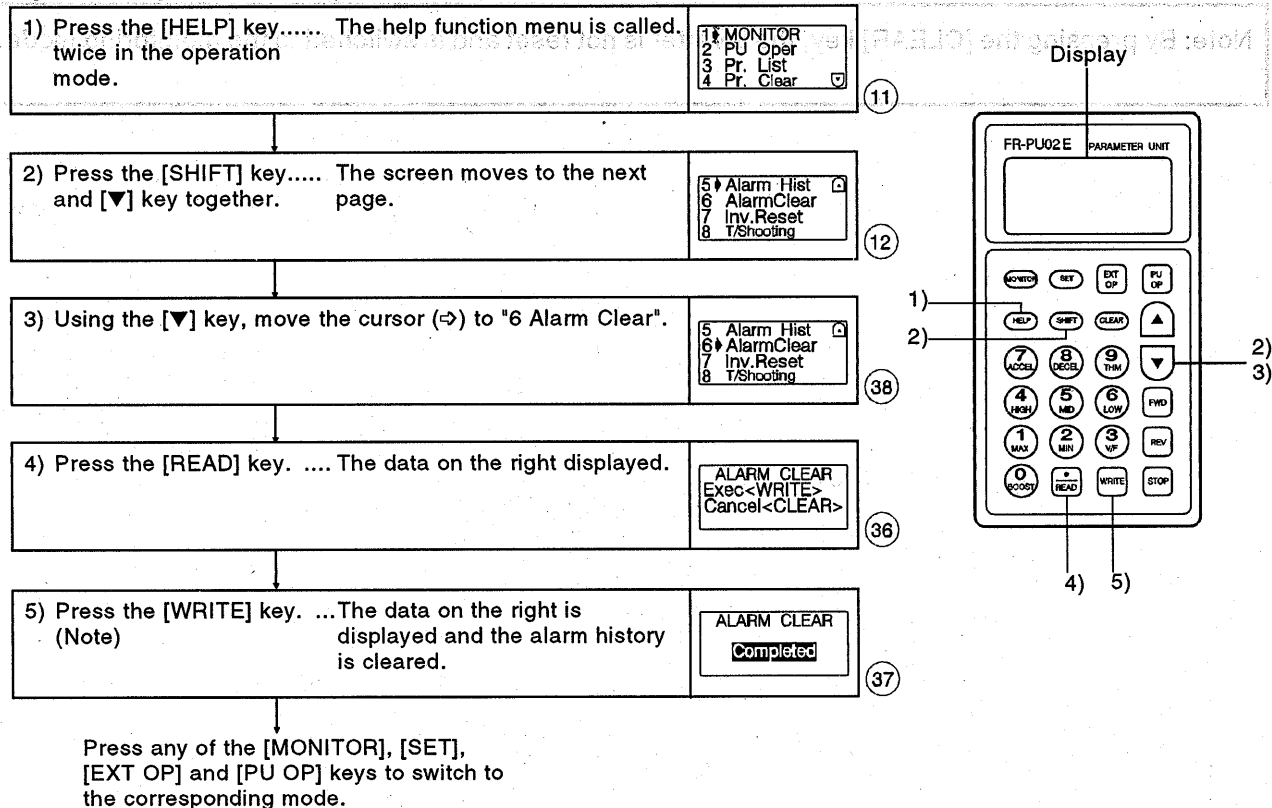 1) Press the [HELP] key...... The help function menu is called.
twice in the operation
mode.
1 MONITOR
2 PU Oper
3 Pr. List
4 Pr. Clear
11
2) Press the [SHIFT] key..... The screen moves to the next
and [▼] key together. page.
5 Alarm Hist
6 AlarmClear
7 Inv.Reset
8 T/Shooting
12
3) Using the [▼] key, move the cursor (⇨) to "6 Alarm Clear".
5 Alarm Hist
6 AlarmClear
7 Inv.Reset
8 T/Shooting
38
4) Press the [READ] key. .... The data on the right displayed.
ALARM CLEAR
Exec<WRITE>
Cancel<CLEAR>
36
5) Press the [WRITE] key. ...The data on the right is
(Note) displayed and the alarm history
is cleared.
ALARM CLEAR
Completed
37
Press any of the [MONITOR], [SET],
[EXT OP] and [PU OP] keys to switch to
the corresponding mode.
Note: By pressing the [CLEAR] key, is not reset and
Display
FR-PU02E PARAMETER UNIT
MONITOR SET EXT OP PU OP
1)
HELP SHIFT CLEAR ▲
2)
7 ACCEL 8 DECEL 9 THM ▼
2)
3)
4 HIGH 5 MID 6 LOW FWD
1 MAX 2 MIN 3 V/F REV
0 BOOST • READ WRITE STOP
4) 5)